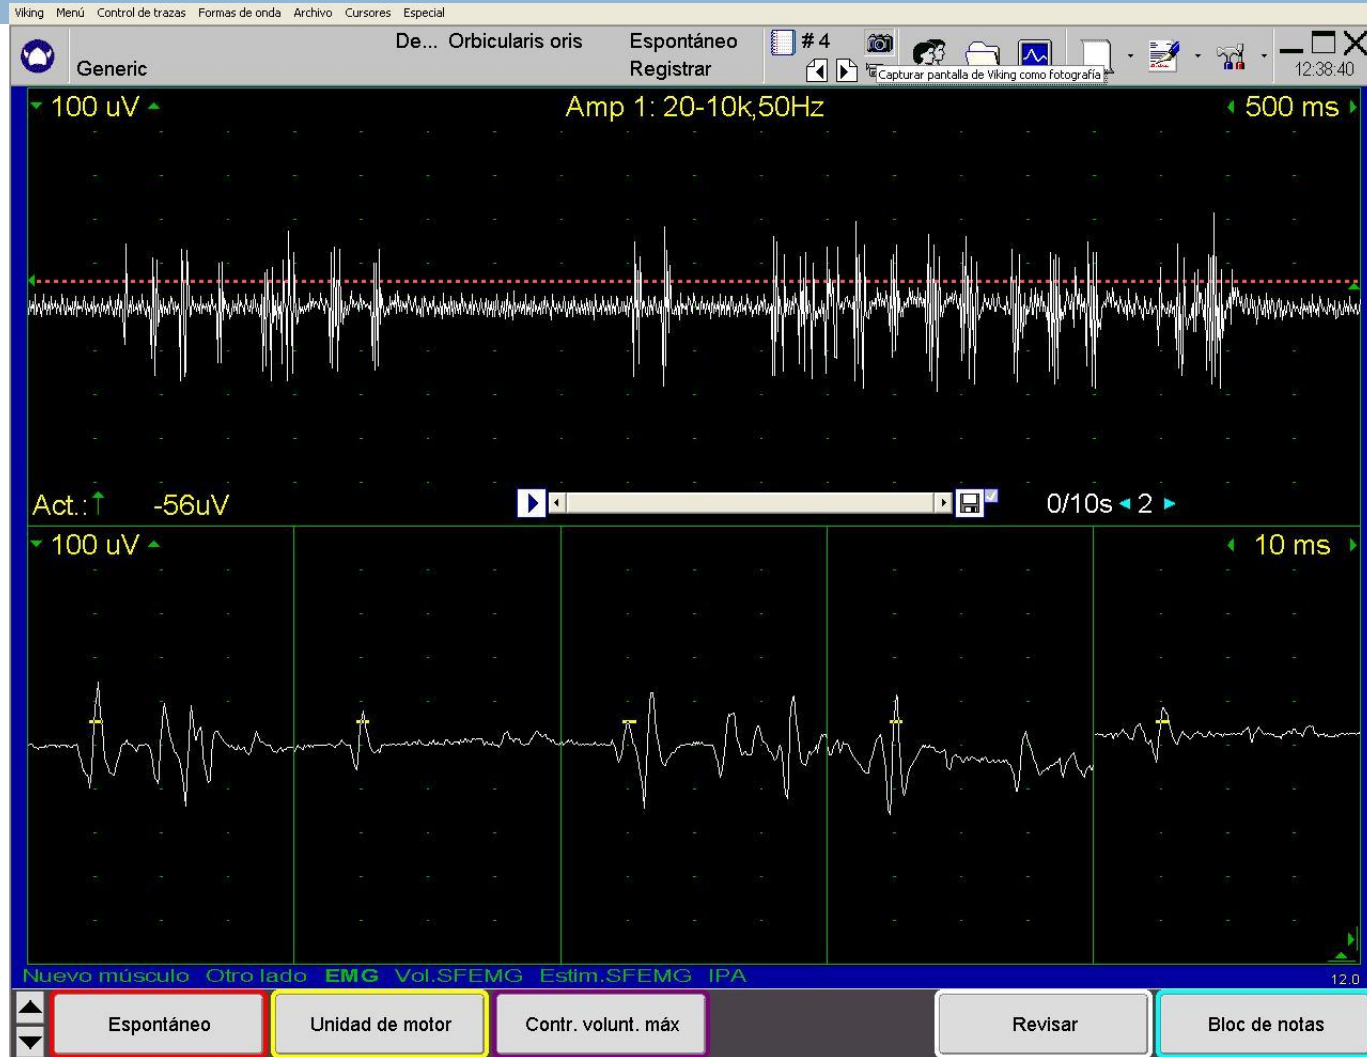 Viking Menú Control de trazas Formas de onda Archivo Cursores Especial
De... Orbicularis oris Espontáneo # 4
Generic Registrar Capturar pantalla de Viking como fotografía 12:38:40
100 uV Amp 1: 20-10k,50Hz 500 ms
Act.: -56uV 0/10s 2
100 uV 10 ms
Nuevo músculo Otro lado EMG Vol.SFEMG Estim.SFEMG IPA 12.0
Espontáneo Unidad de motor Contr. volunt. máx Revisar Bloc de notas